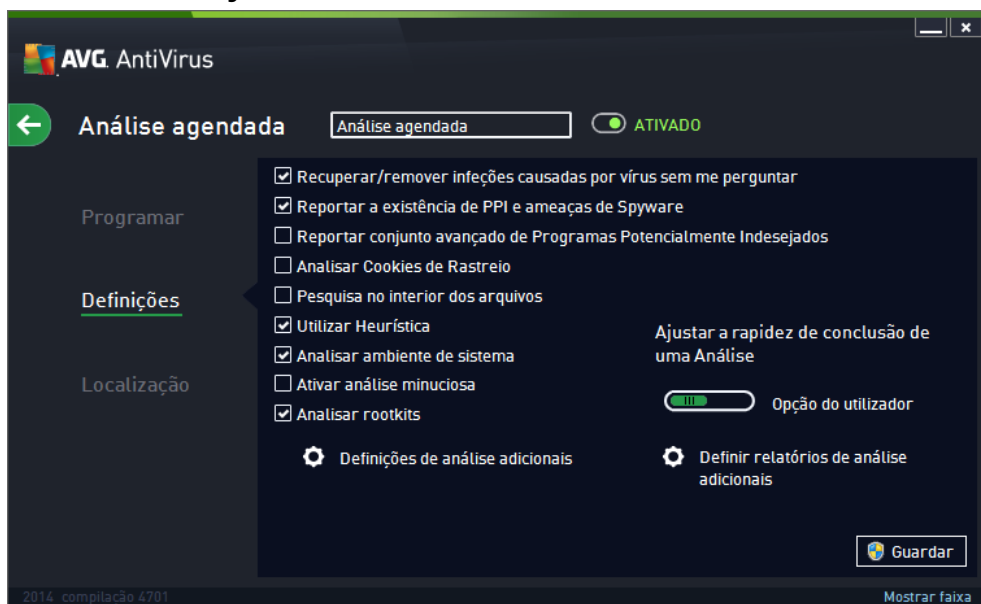 AVG. AntiVirus
Análise agendada
Análise agendada
ATIVADO
Programar
Definições
Localização
Recuperar/remover infeções causadas por vírus sem me perguntar
Reportar a existência de PPI e ameaças de Spyware
Reportar conjunto avançado de Programas Potencialmente Indesejados
Analisar Cookies de Rastreio
Pesquisa no interior dos arquivos
Utilizar Heurística
Analisar ambiente de sistema
Ativar análise minuciosa
Analisar rootkits
Ajustar a rapidez de conclusão de
uma Análise
Opção do utilizador
Definições de análise adicionais
Definir relatórios de análise
adicionais
Guardar
2014 compilação 4701
Mostrar faixa